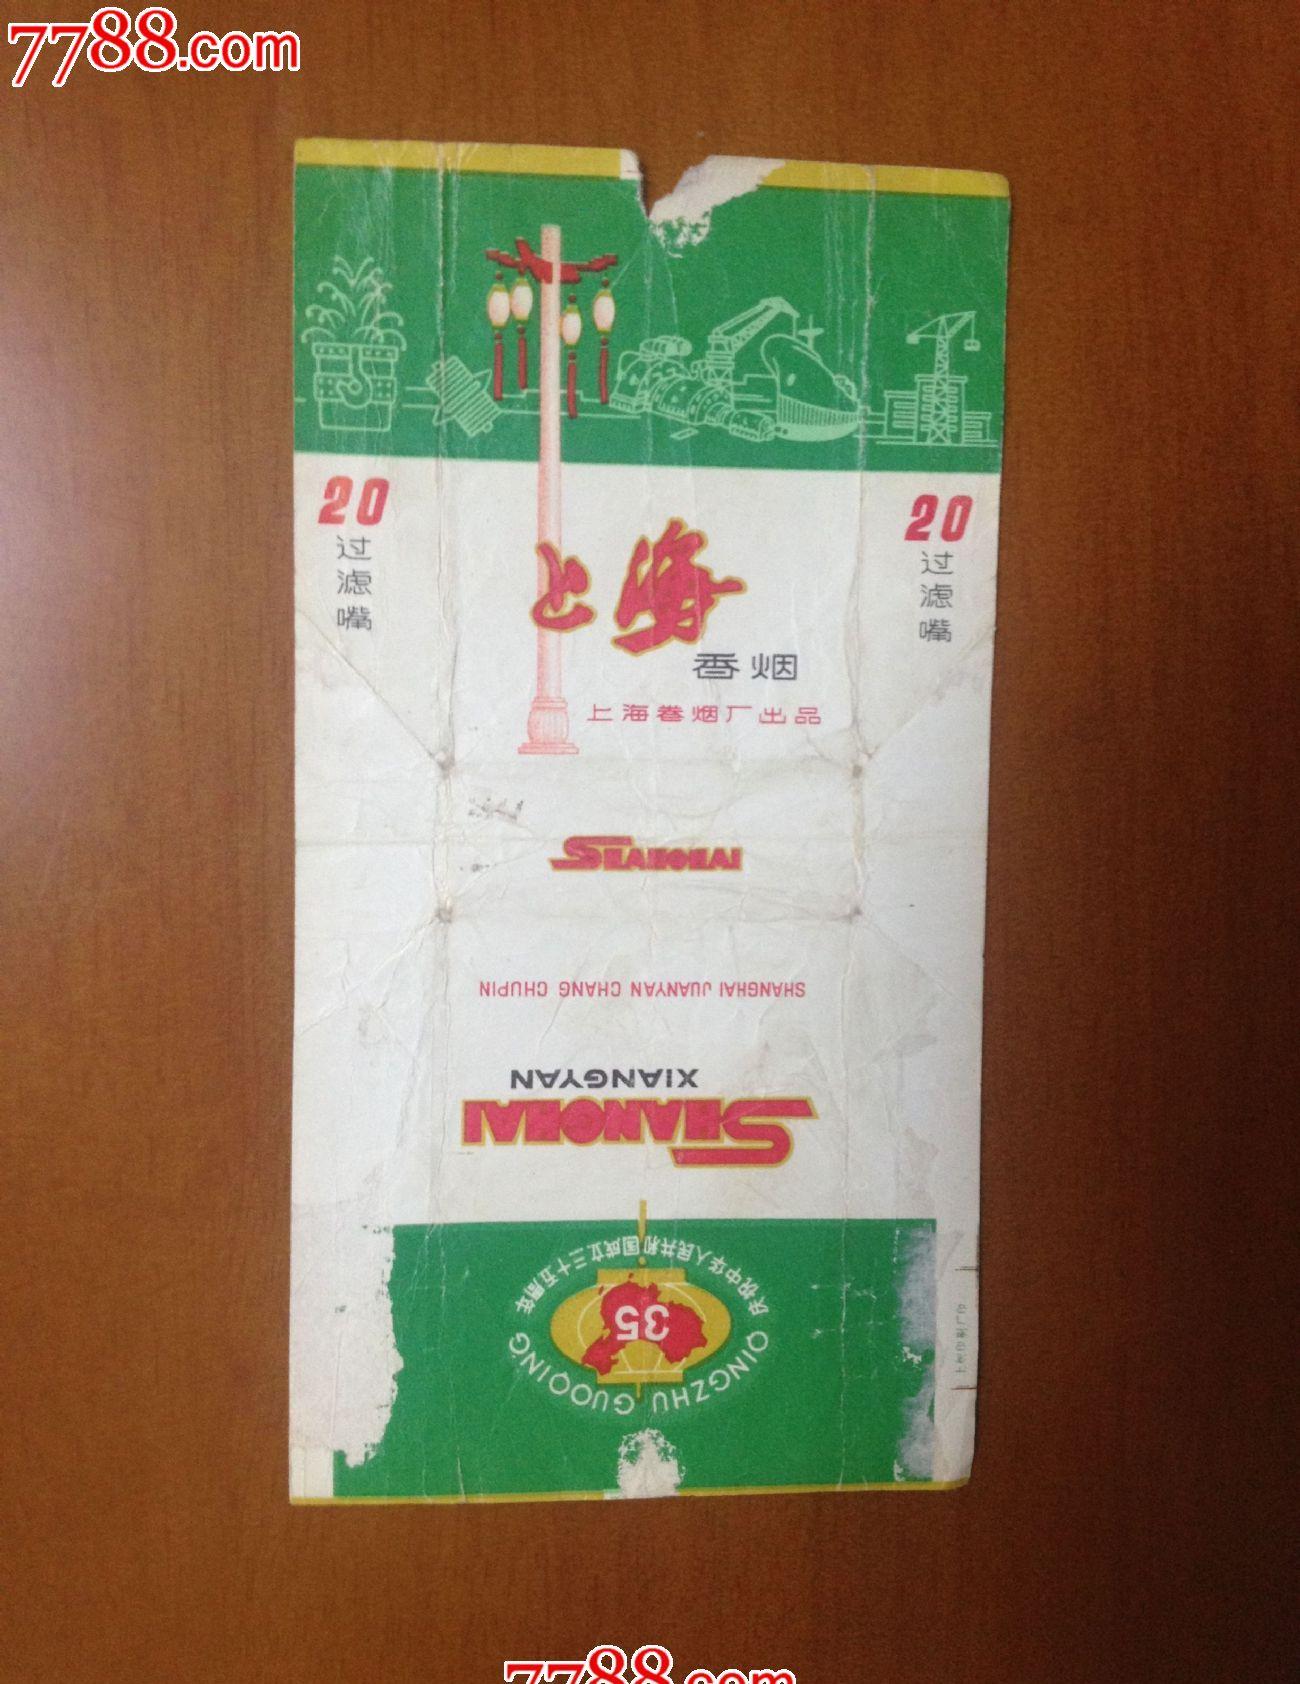 7788.com
20
过滤嘴
20
过滤嘴
上海
香烟
上海卷烟厂出品
SHANGHAI
SHANGHAI JUANYAN CHANG CHUPIN
XIANGYAN
SHANGHAI
庆祝中华人民共和国成立三十五周年
35
QINGZHU GUOQING
7788.com